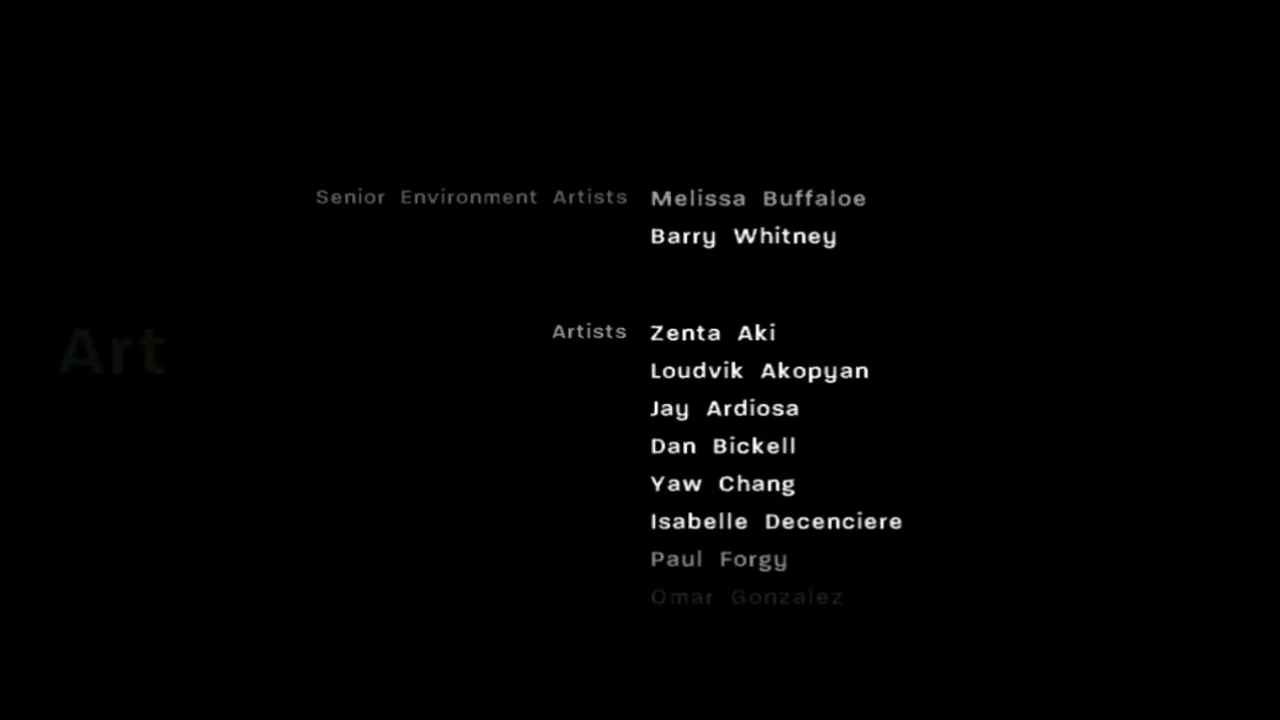 Senior Environment Artists Melissa Buffaloe
Barry Whitney
Art
Artists Zenta Aki
Loudvik Akopyan
Jay Ardiosa
Dan Bickell
Yaw Chang
Isabelle Decenciere
Paul Forgy
Omar Gonzalez